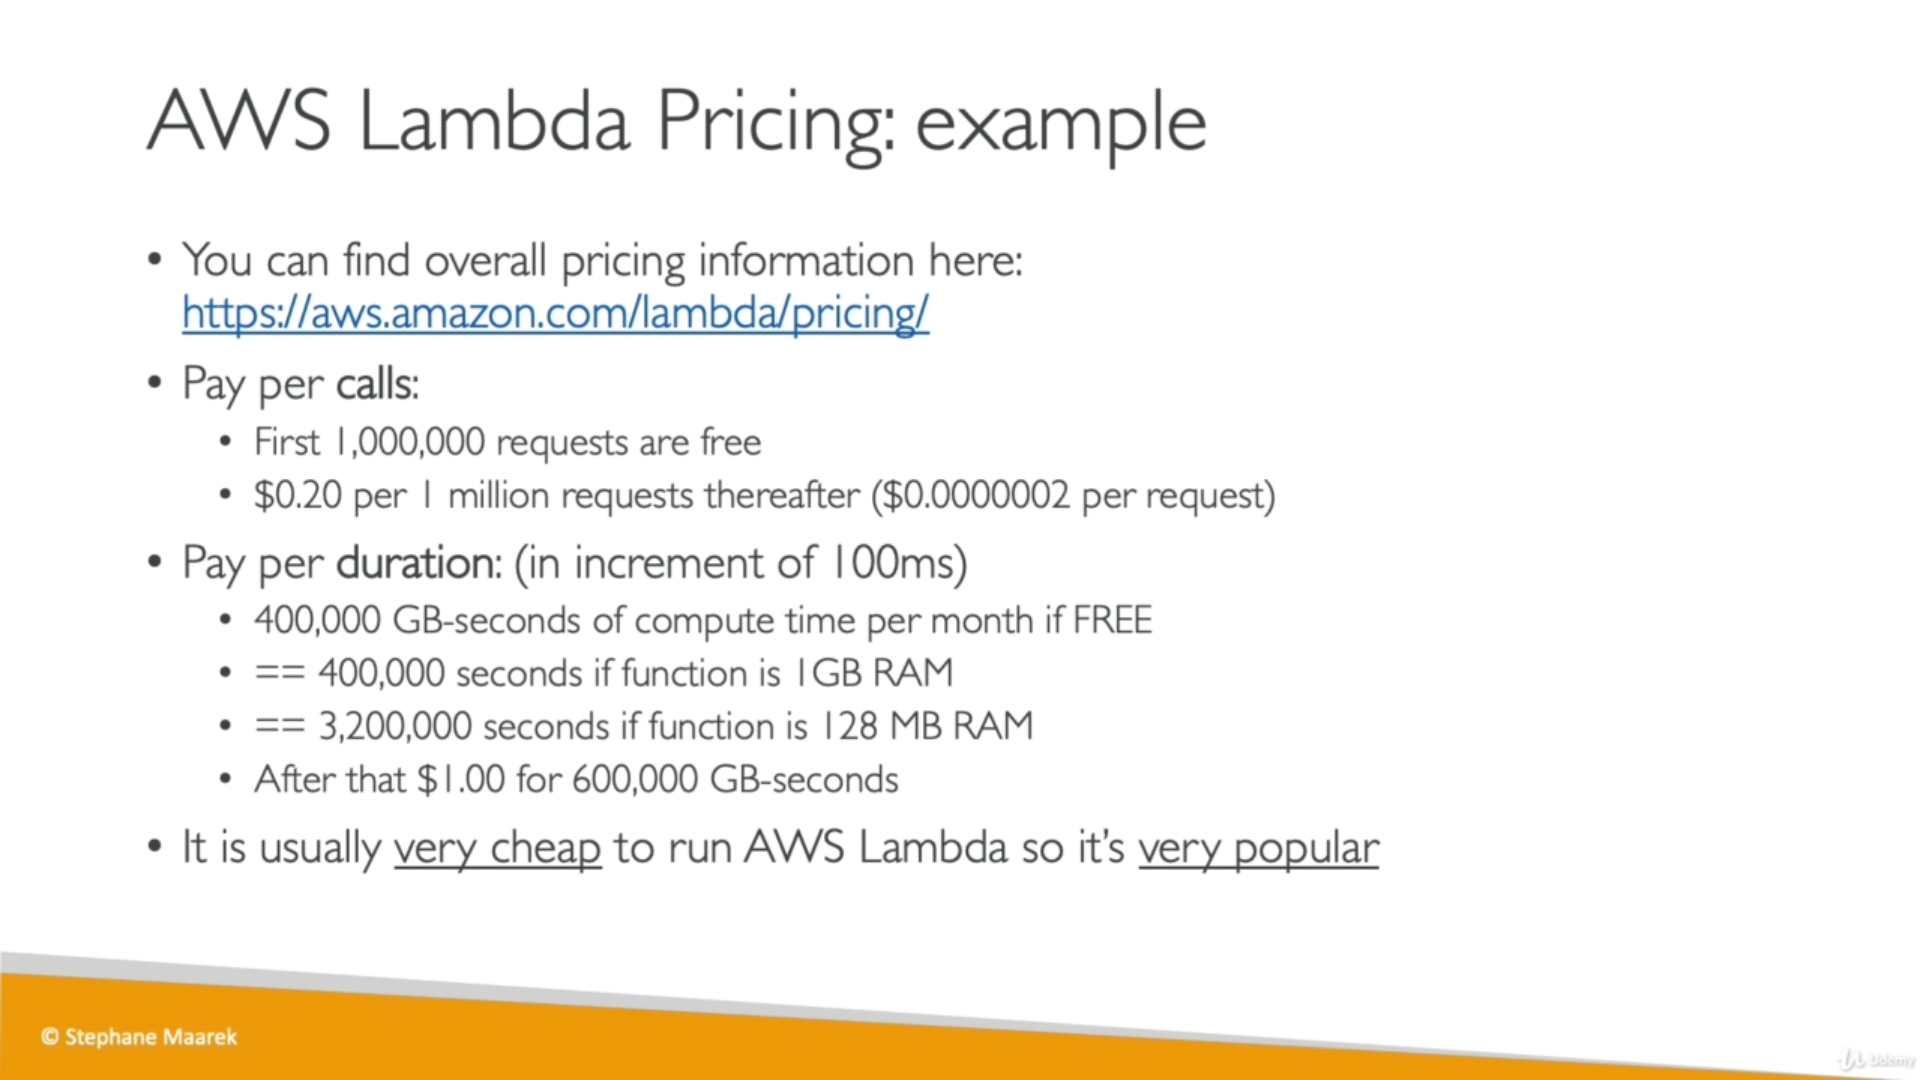 AWS Lambda Pricing: example
• You can find overall pricing information here:
https://aws.amazon.com/lambda/pricing/
• Pay per calls:
• First 1,000,000 requests are free
• $0.20 per 1 million requests thereafter ($0.0000002 per request)
• Pay per duration: (in increment of 100ms)
• 400,000 GB-seconds of compute time per month if FREE
• == 400,000 seconds if function is 1GB RAM
• == 3,200,000 seconds if function is 128 MB RAM
• After that $1.00 for 600,000 GB-seconds
• It is usually very cheap to run AWS Lambda so it's very popular
© Stephane Maarek
Udemy